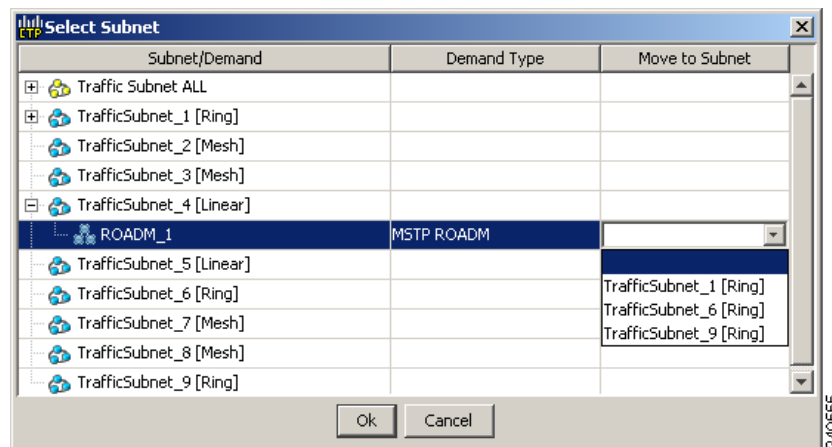 CTP Select Subnet
Subnet/Demand Demand Type Move to Subnet
Traffic Subnet ALL
TrafficSubnet_1 [Ring]
TrafficSubnet_2 [Mesh]
TrafficSubnet_3 [Mesh]
TrafficSubnet_4 [Linear]
ROADM_1 MSTP ROADM
TrafficSubnet_5 [Linear]
TrafficSubnet_6 [Ring]
TrafficSubnet_7 [Mesh]
TrafficSubnet_8 [Mesh]
TrafficSubnet_9 [Ring]
TrafficSubnet_1 [Ring]
TrafficSubnet_6 [Ring]
TrafficSubnet_9 [Ring]
Ok Cancel